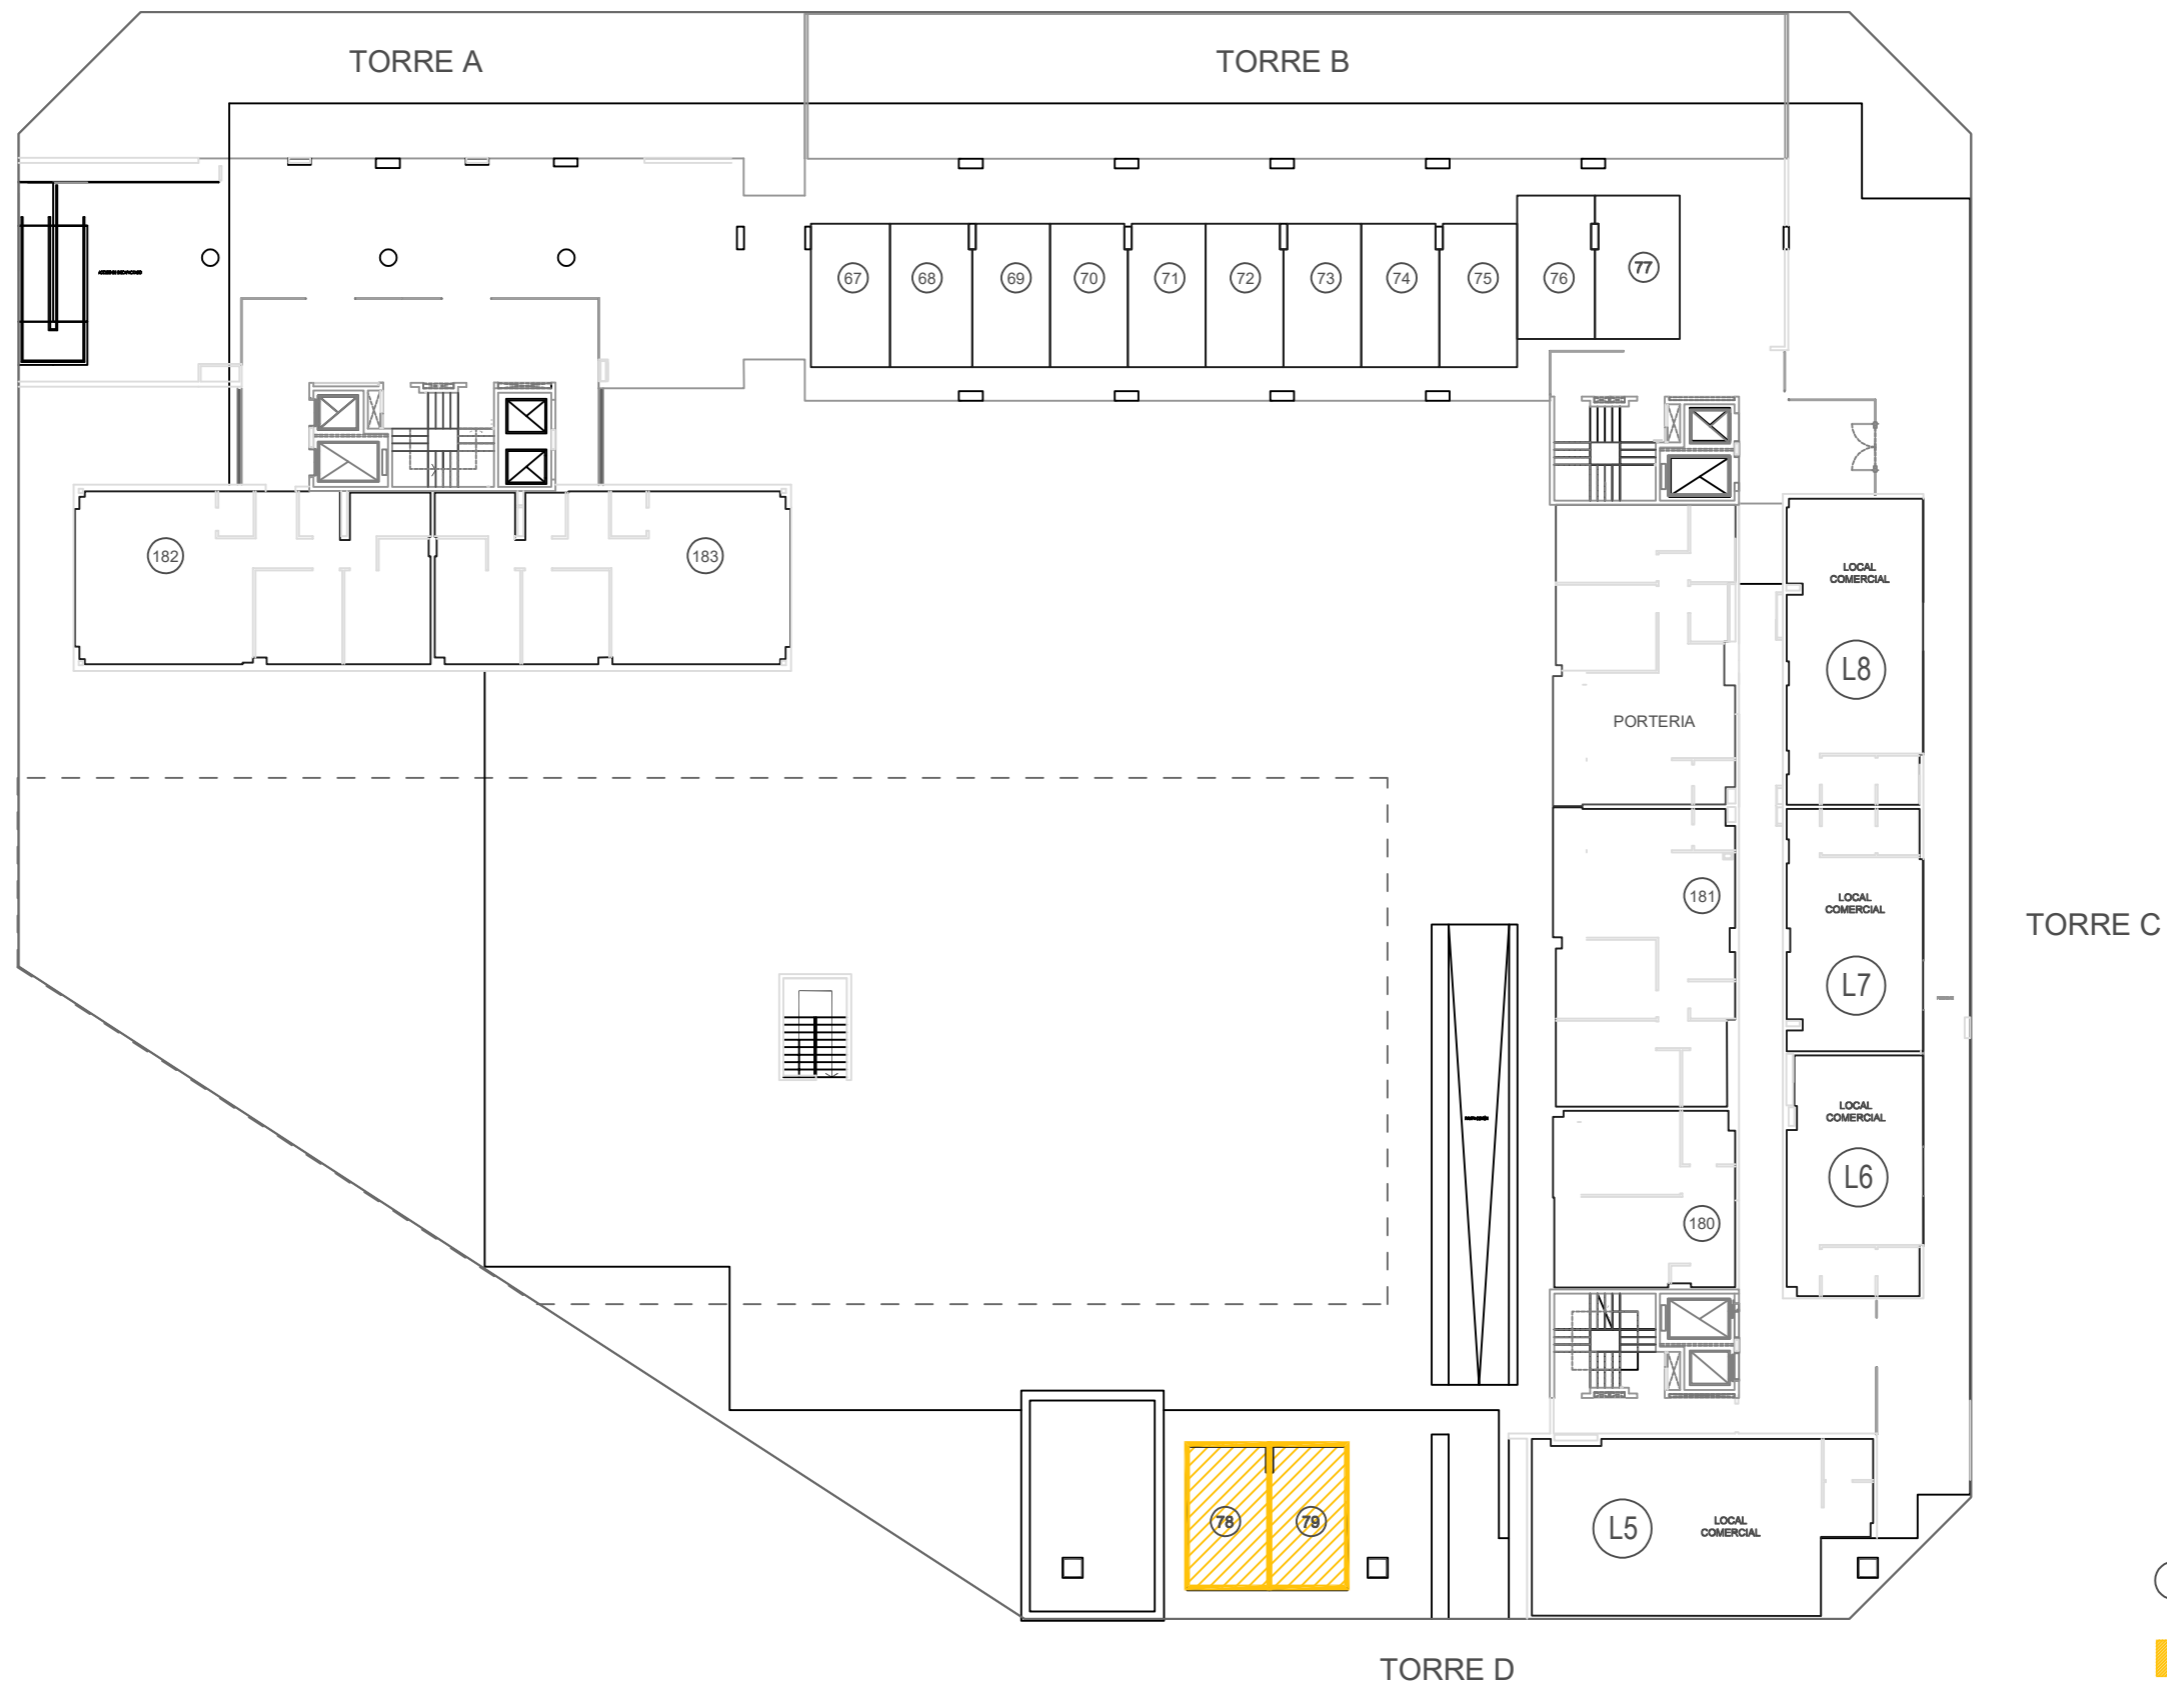 TORRE A
TORRE B
67
68
69
70
71
72
73
74
75
76
77
182
183
LOCAL
COMERCIAL
L8
PORTERIA
181
LOCAL
COMERCIAL
L7
TORRE C
LOCAL
COMERCIAL
L6
180
78
79
L5
LOCAL
COMERCIAL
TORRE D